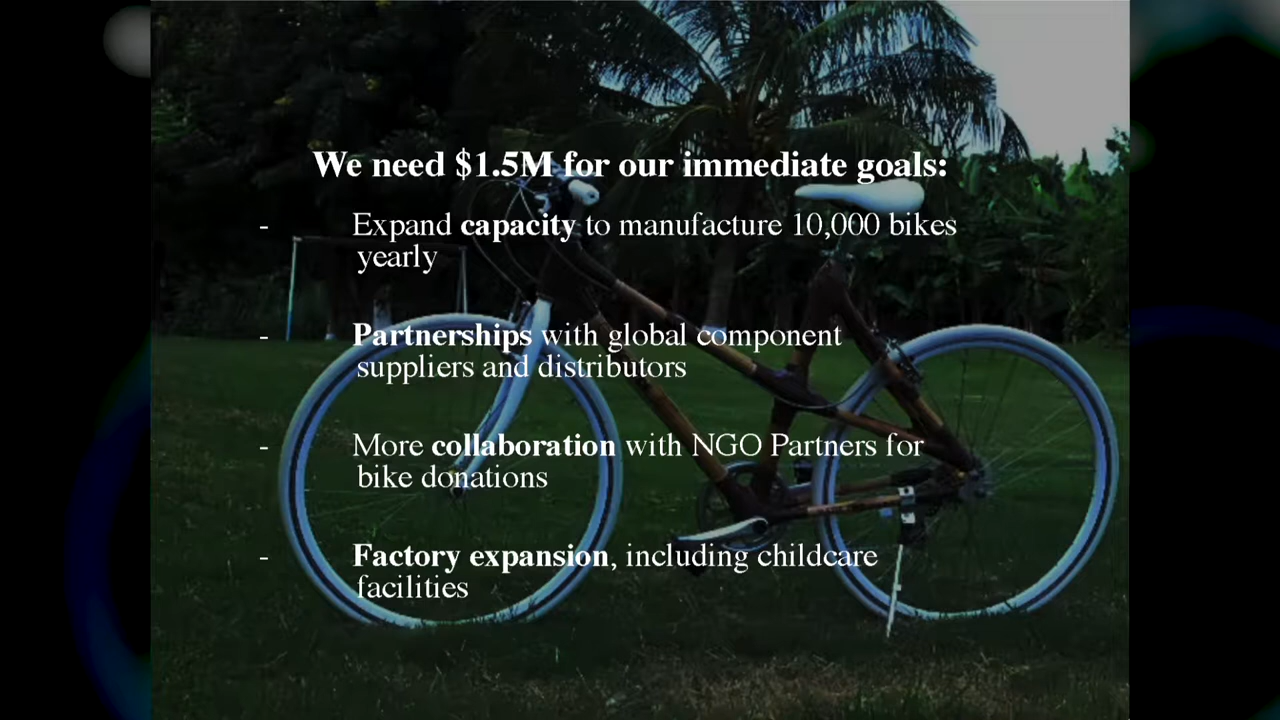 We need $1.5M for our immediate goals:
- Expand capacity to manufacture 10,000 bikes
yearly
- Partnerships with global component
suppliers and distributors
- More collaboration with NGO Partners for
bike donations
- Factory expansion, including childcare
facilities